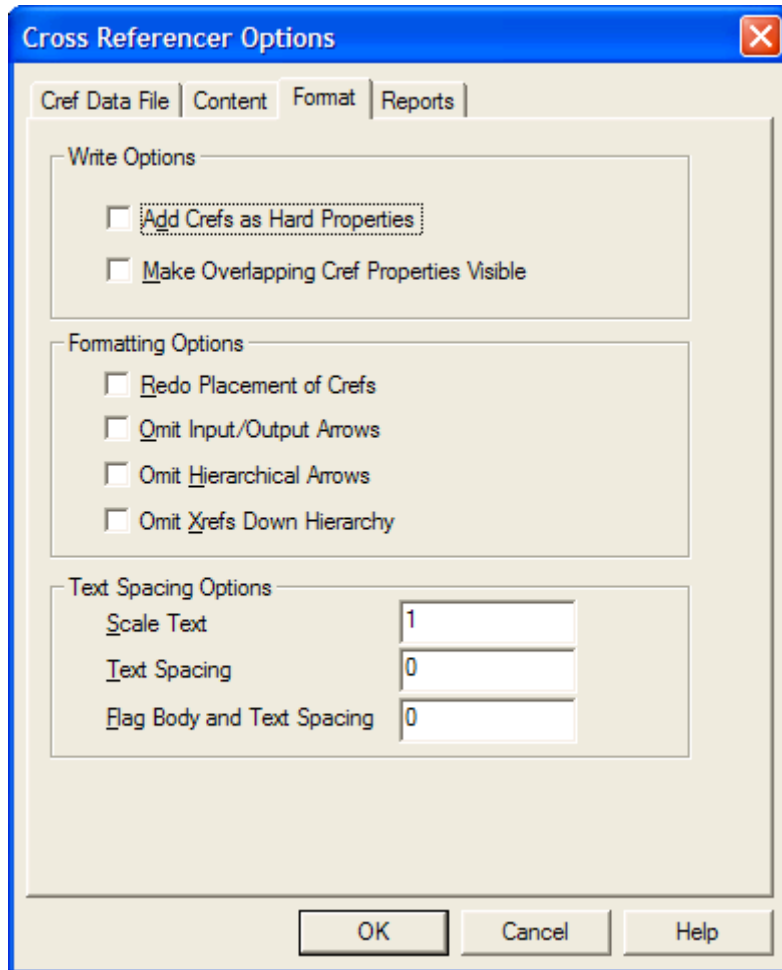 Cross Referencer Options
Cref Data File Content Format Reports
Write Options
Add Crefs as Hard Properties
Make Overlapping Cref Properties Visible
Formatting Options
Redo Placement of Crefs
Omit Input/Output Arrows
Omit Hierarchical Arrows
Omit Xrefs Down Hierarchy
Text Spacing Options
Scale Text 1
Text Spacing 0
Flag Body and Text Spacing 0
OK Cancel Help